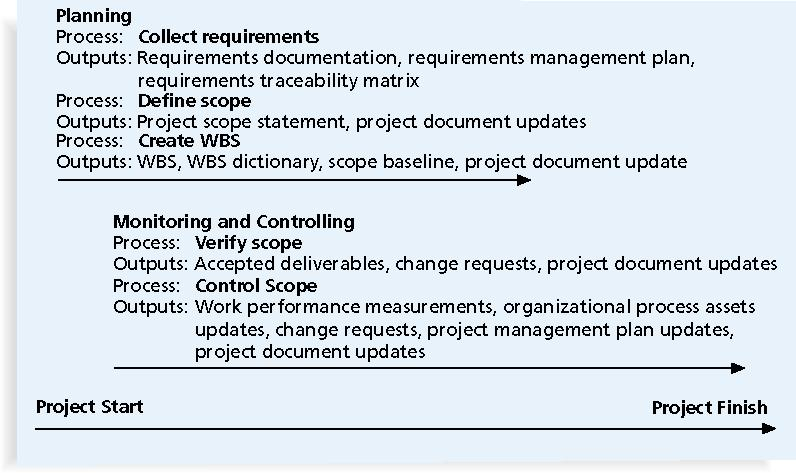 Planning
Process: Collect requirements
Outputs: Requirements documentation, requirements management plan,
requirements traceability matrix
Process: Define scope
Outputs: Project scope statement, project document updates
Process: Create WBS
Outputs: WBS, WBS dictionary, scope baseline, project document update
Monitoring and Controlling
Process: Verify scope
Outputs: Accepted deliverables, change requests, project document updates
Process: Control Scope
Outputs: Work performance measurements, organizational process assets
updates, change requests, project management plan updates,
project document updates
Project Start Project Finish